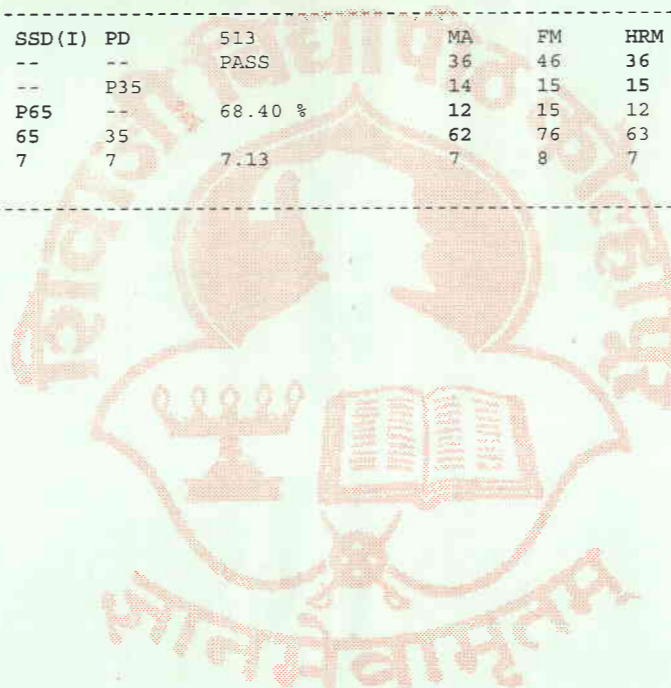 SSD(I) PD 513 MA FM HRM
-- -- PASS 36 46 36
-- P35 14 15 15
P65 -- 68.40 % 12 15 12
65 35 62 76 63
7 7 7.13 7 8 7
शिवाजी विद्यापीठ कोल्हापूर
ज्ञानमेवामृतम